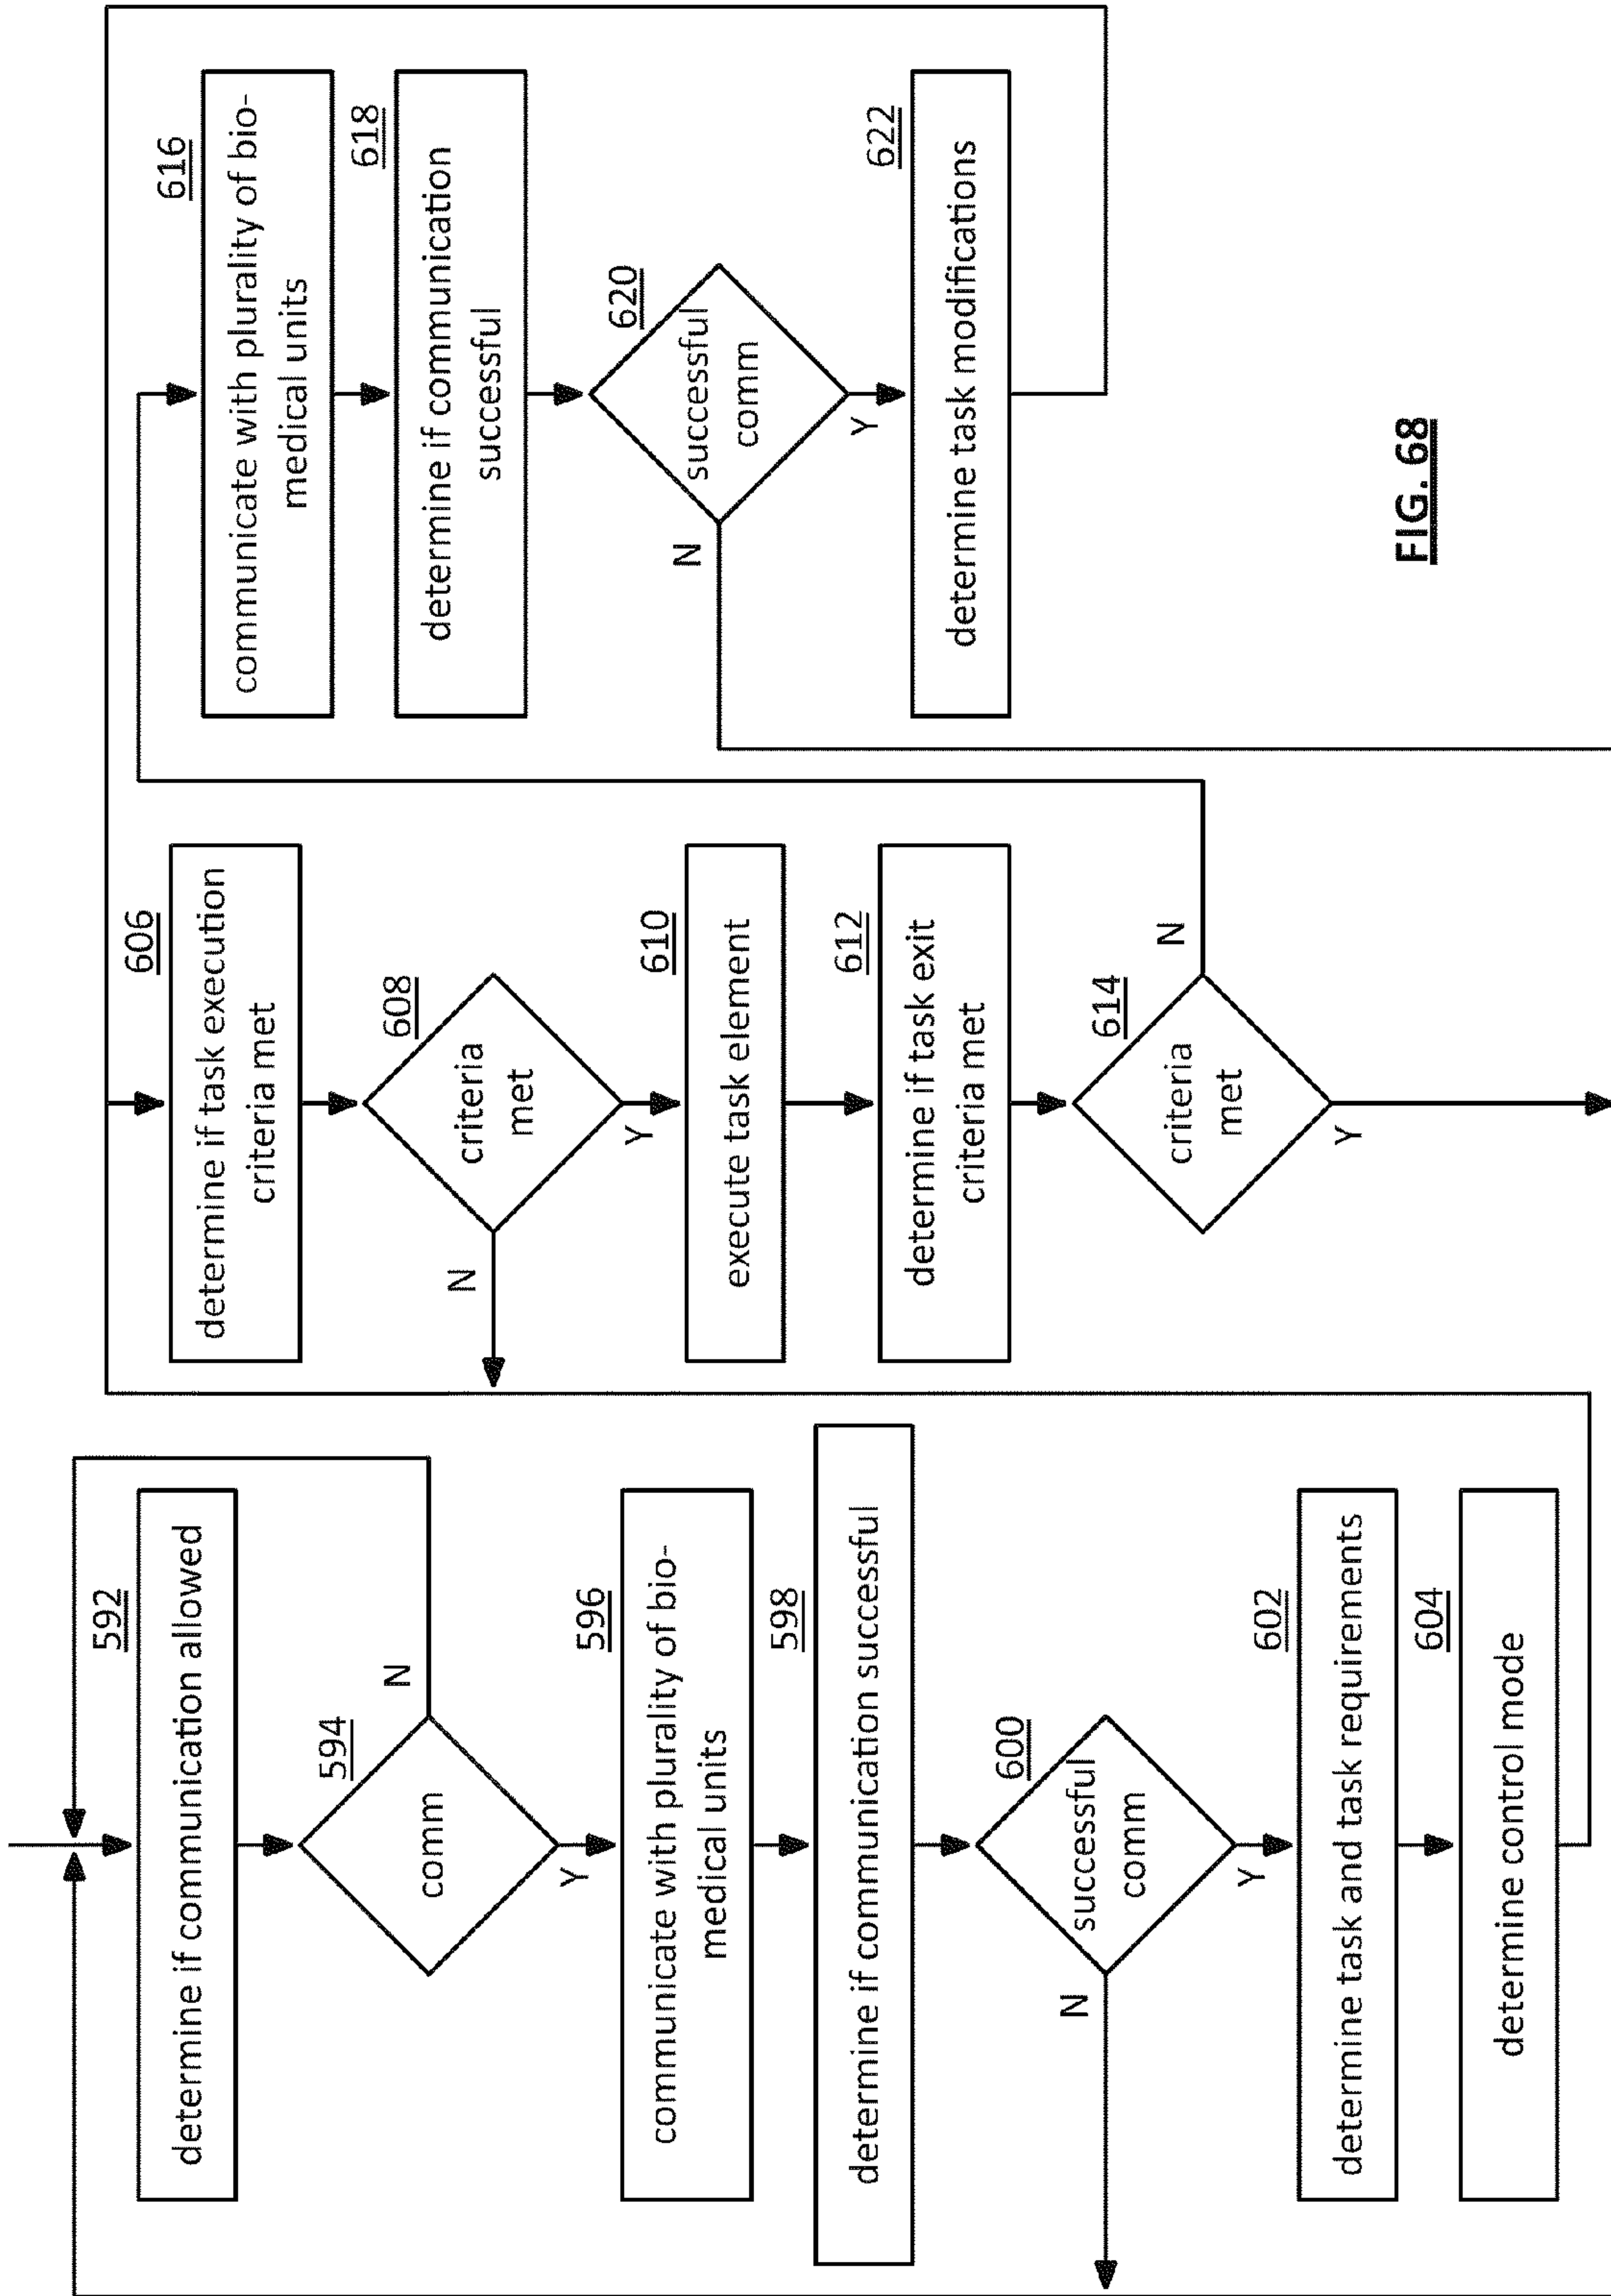 592
determine if communication allowed
594
comm
N
Y
596
communicate with plurality of bio-
medical units
598
determine if communication successful
600
successful
comm
N
Y
602
determine task and task requirements
604
determine control mode
606
determine if task execution
criteria met
608
criteria
met
N
Y
610
execute task element
612
determine if task exit
criteria met
614
criteria
met
N
Y
616
communicate with plurality of bio-
medical units
618
determine if communication
successful
620
successful
comm
N
Y
622
determine task modifications
FIG. 68